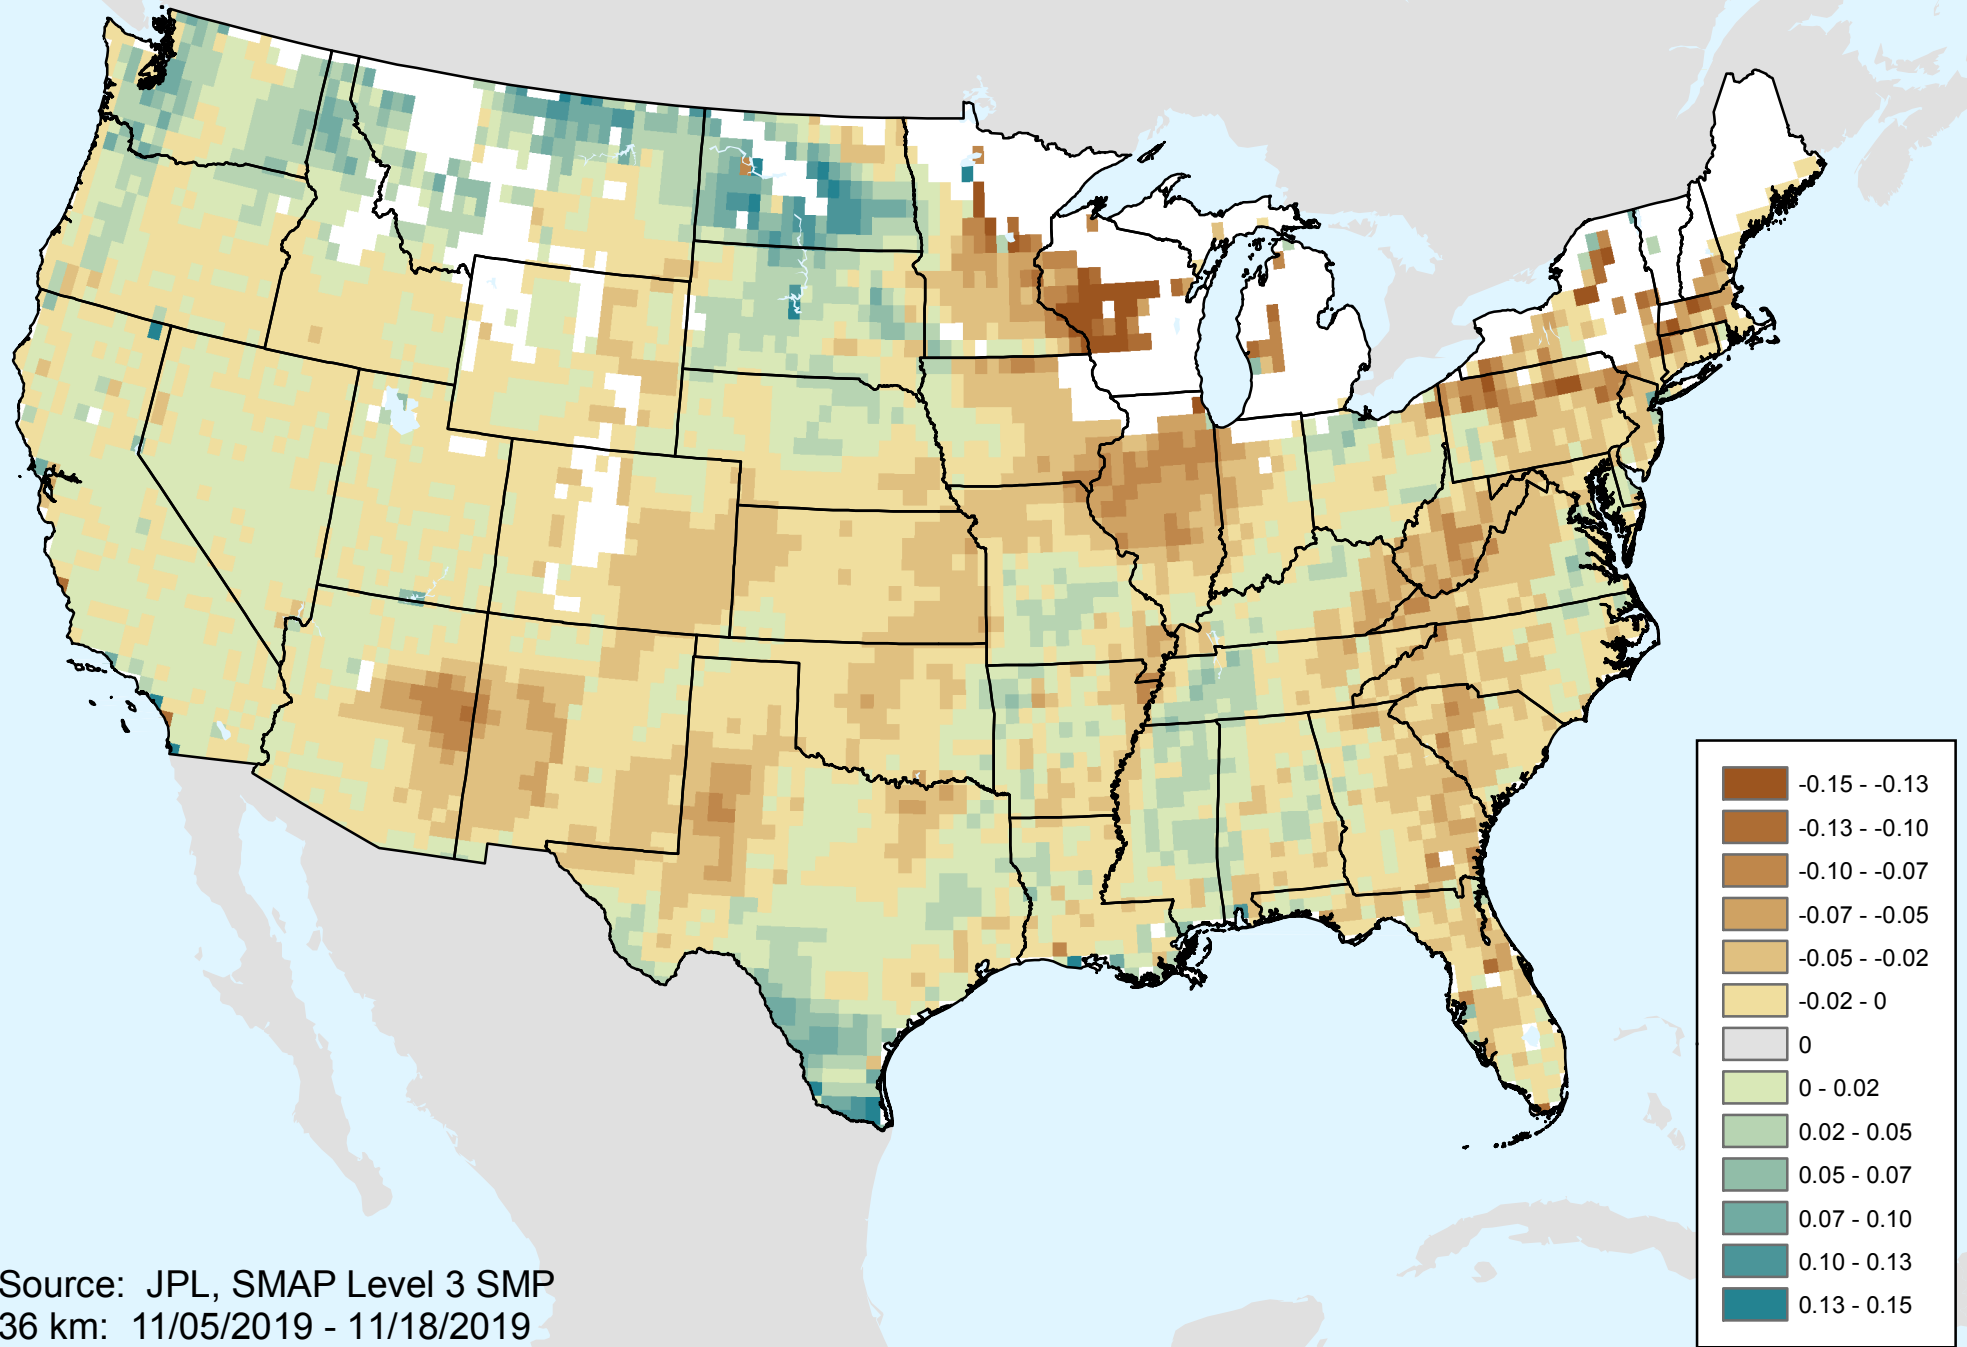 -0.15 - -0.13
-0.13 - -0.10
-0.10 - -0.07
-0.07 - -0.05
-0.05 - -0.02
-0.02 - 0
0
0 - 0.02
0.02 - 0.05
0.05 - 0.07
0.07 - 0.10
0.10 - 0.13
0.13 - 0.15
Source: JPL, SMAP Level 3 SMP
36 km: 11/05/2019 - 11/18/2019